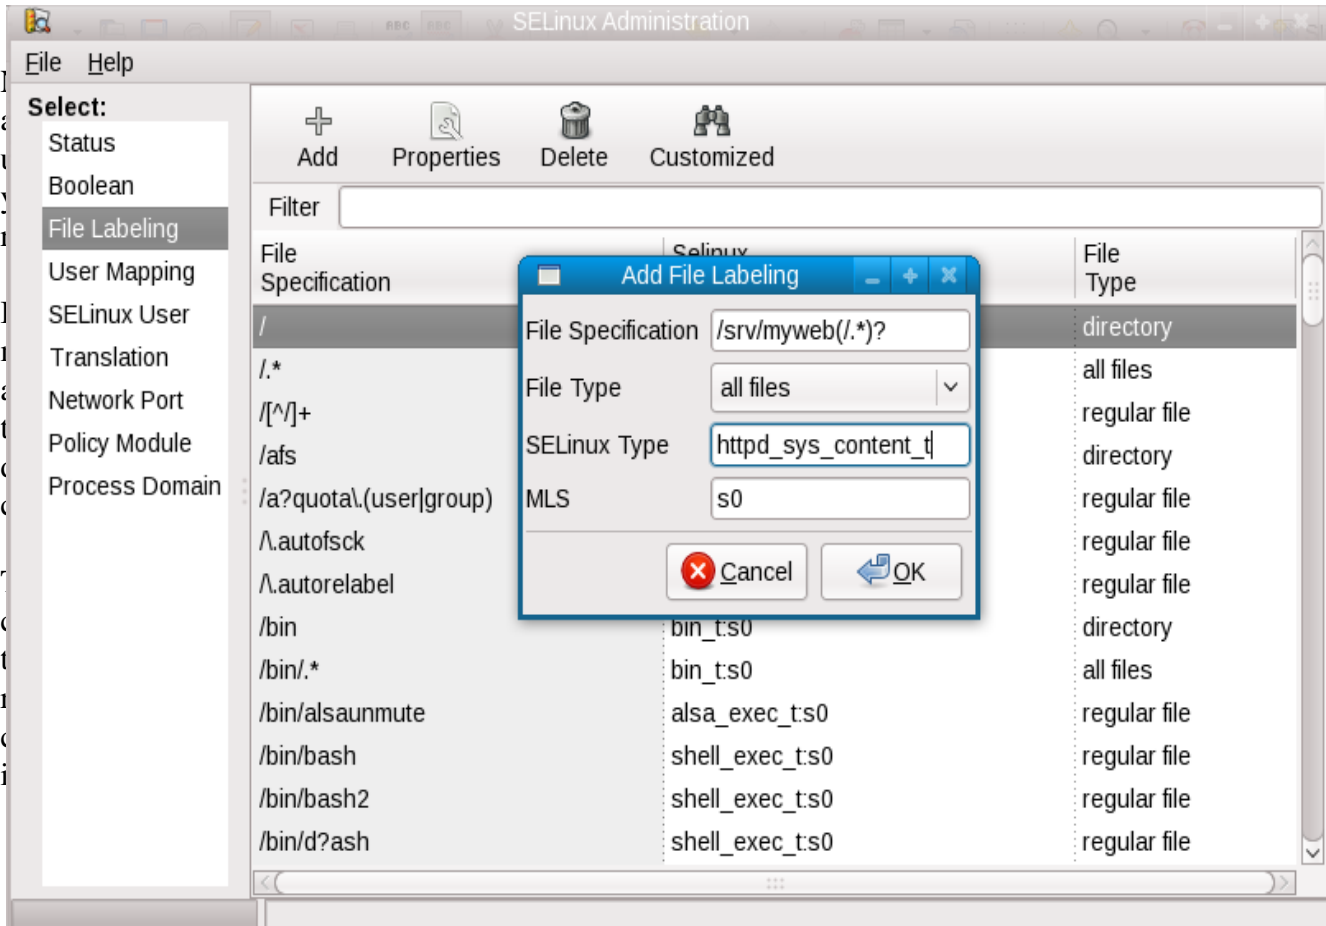 SELinux Administration
File Help
Select:
Status
Boolean
File Labeling
User Mapping
SELinux User
Translation
Network Port
Policy Module
Process Domain
Add Properties Delete Customized
Filter
File Specification Selinux File Type
/ directory
/.* all files
/[^/]+ regular file
/afs directory
/a?quota\.(user|group) regular file
/\.autofsck regular file
/\.autorelabel regular file
/bin bin_t:s0 directory
/bin/.* bin_t:s0 all files
/bin/alsaunmute alsa_exec_t:s0 regular file
/bin/bash shell_exec_t:s0 regular file
/bin/bash2 shell_exec_t:s0 regular file
/bin/d?ash shell_exec_t:s0 regular file
Add File Labeling
File Specification /srv/myweb(/.*)?
File Type all files
SELinux Type httpd_sys_content_t
MLS s0
Cancel OK